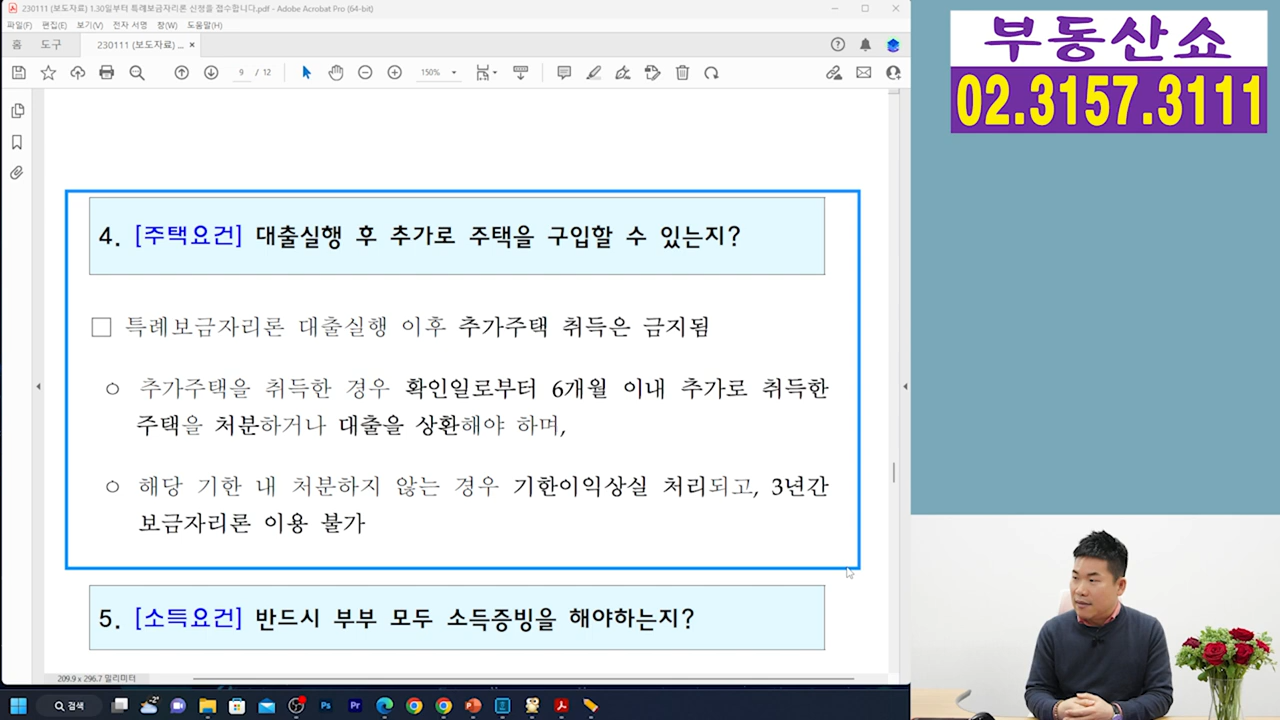 230111 (보도자료) 1.30일부터 특례보금자리론 신청을 접수합니다.pdf - Adobe Acrobat Pro (64-bit)
파일(F) 편집(E) 보기(V) 전자 서명 창(W) 도움말(H)
홈 도구 230111 (보도자료) ... ×
9 / 12 150%
부동산쇼
02.3157.3111
4. [주택요건] 대출실행 후 추가로 주택을 구입할 수 있는지?
□ 특례보금자리론 대출실행 이후 추가주택 취득은 금지됨
○ 추가주택을 취득한 경우 확인일로부터 6개월 이내 추가로 취득한
주택을 처분하거나 대출을 상환해야 하며,
○ 해당 기한 내 처분하지 않는 경우 기한이익상실 처리되고, 3년간
보금자리론 이용 불가
5. [소득요건] 반드시 부부 모두 소득증빙을 해야하는지?
209.9 x 296.7 밀리미터
검색